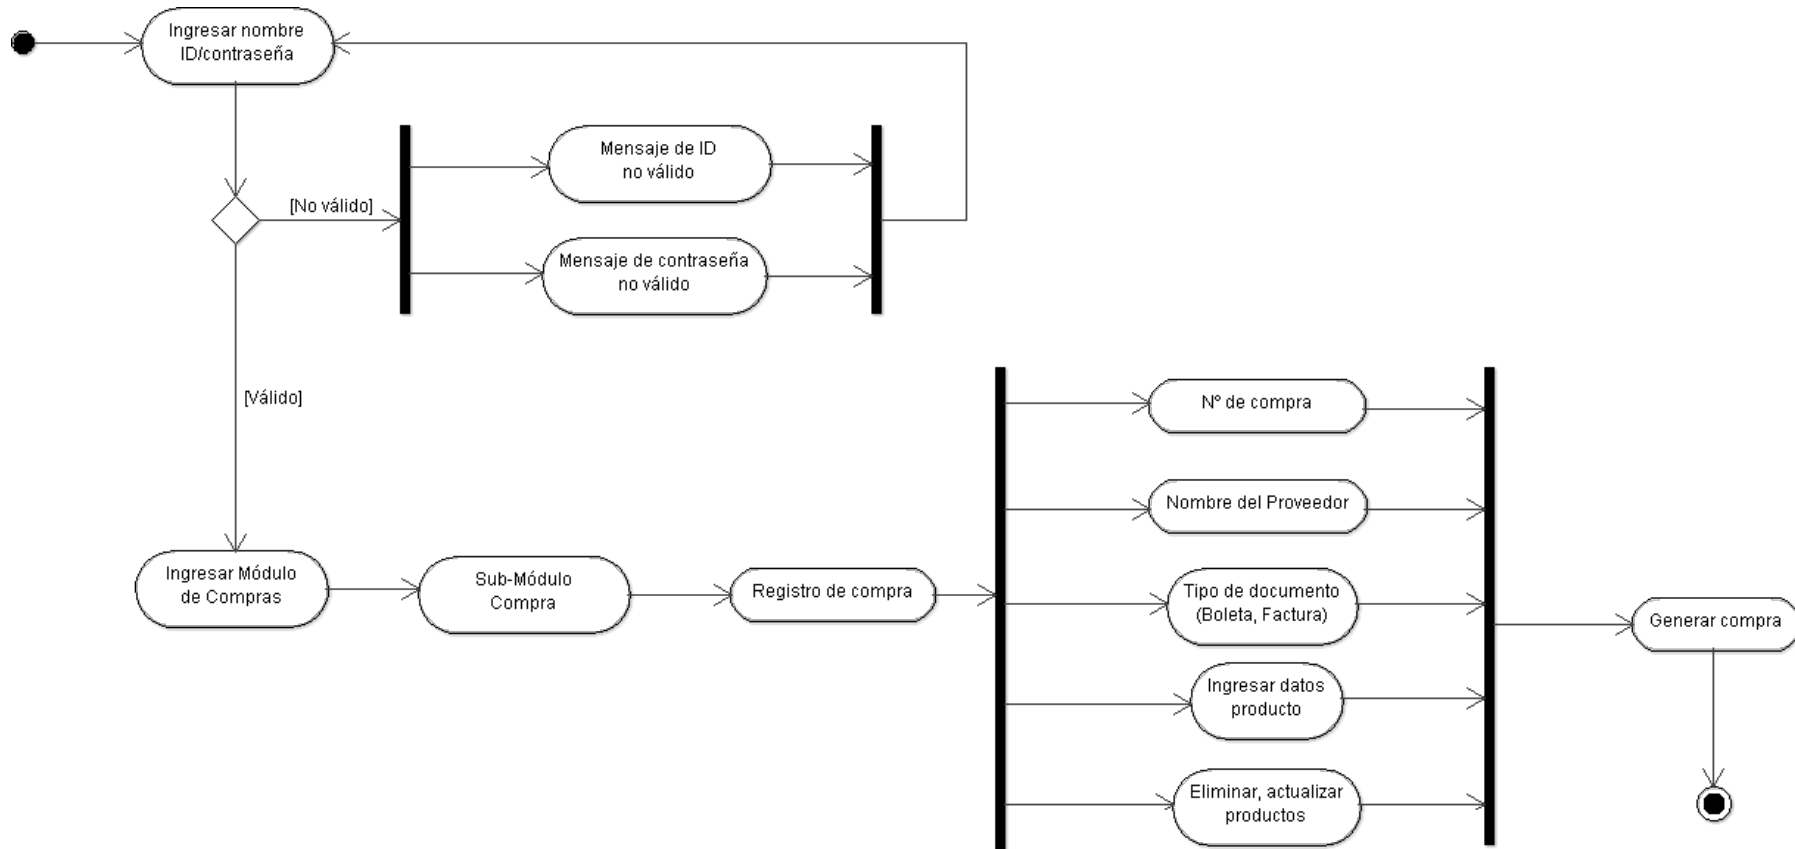 Ingresar nombre
ID/contraseña
Mensaje de ID
no válido
[No válido]
Mensaje de contraseña
no válido
[Válido]
Nº de compra
Nombre del Proveedor
Ingresar Módulo
de Compras
Sub-Módulo
Compra
Registro de compra
Tipo de documento
(Boleta, Factura)
Generar compra
Ingresar datos
producto
Eliminar, actualizar
productos